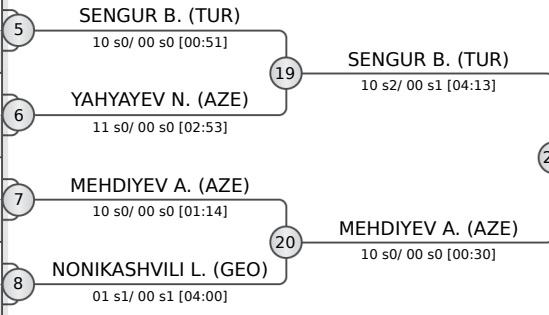 SENGUR B. (TUR)
5
10 s0/ 00 s0 [00:51]
19
SENGUR B. (TUR)
10 s2/ 00 s1 [04:13]
YAHYAYEV N. (AZE)
6
11 s0/ 00 s0 [02:53]
MEHDIYEV A. (AZE)
7
10 s0/ 00 s0 [01:14]
20
MEHDIYEV A. (AZE)
10 s0/ 00 s0 [00:30]
NONIKASHVILI L. (GEO)
8
01 s1/ 00 s1 [04:00]